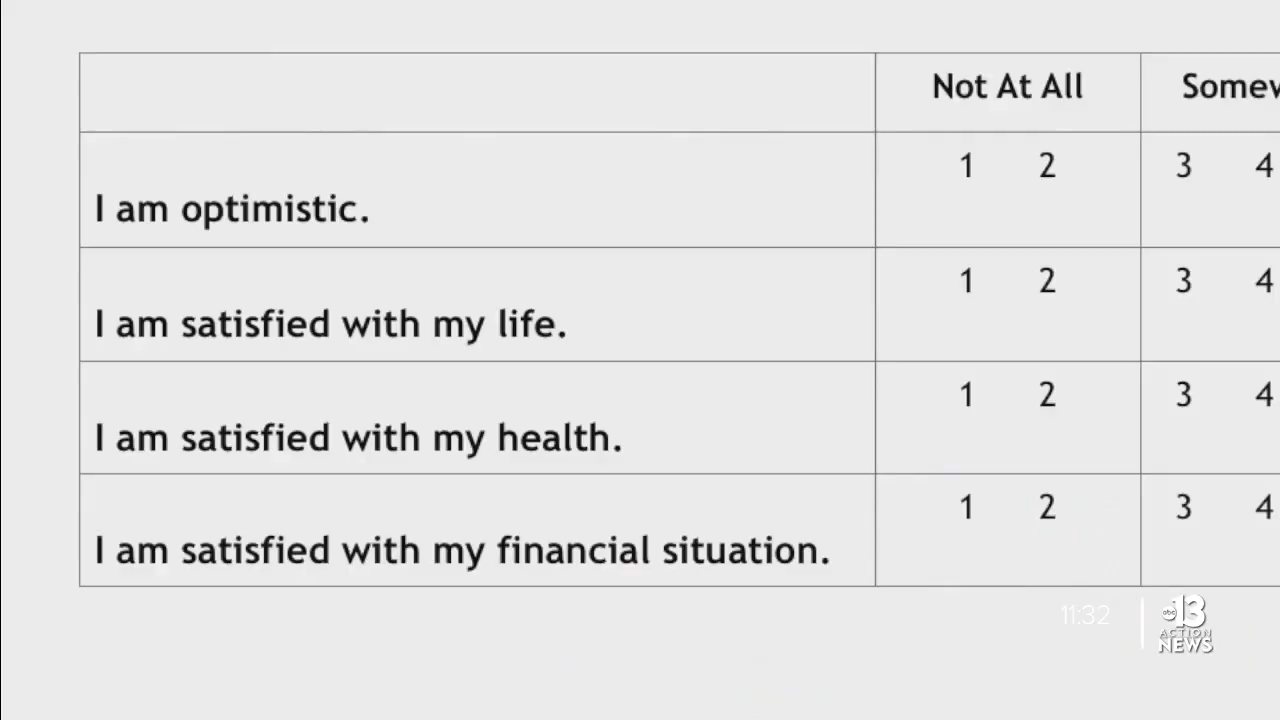 Not At All Somew
1 2 3 4
I am optimistic.
1 2 3 4
I am satisfied with my life.
1 2 3 4
I am satisfied with my health.
1 2 3 4
I am satisfied with my financial situation.
11:32
abc 13
ACTION
NEWS